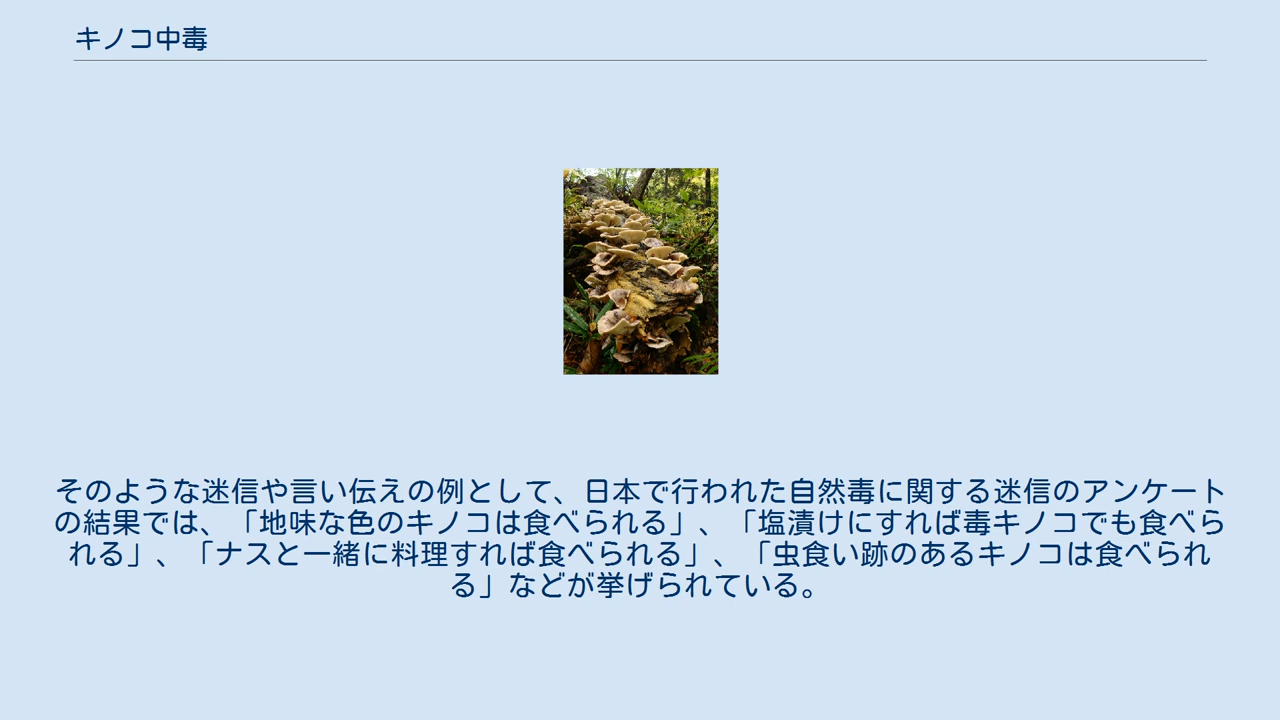 キノコ中毒
そのような迷信や言い伝えの例として、日本で行われた自然毒に関する迷信のアンケート
の結果では、「地味な色のキノコは食べられる」、「塩漬けにすれば毒キノコでも食べら
れる」、「ナスと一緒に料理すれば食べられる」、「虫食い跡のあるキノコは食べられ
る」などが挙げられている。